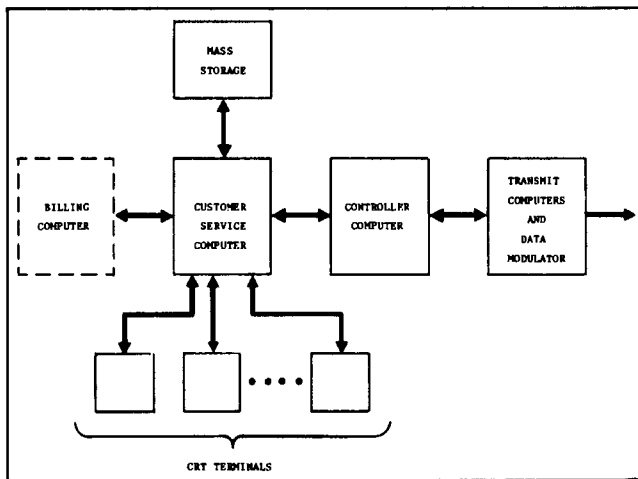 MASS
STORAGE
BILLING
COMPUTER
CUSTOMER
SERVICE
COMPUTER
CONTROLLER
COMPUTER
TRANSMIT
COMPUTERS
AND
DATA
MODULATOR
CRT TERMINALS